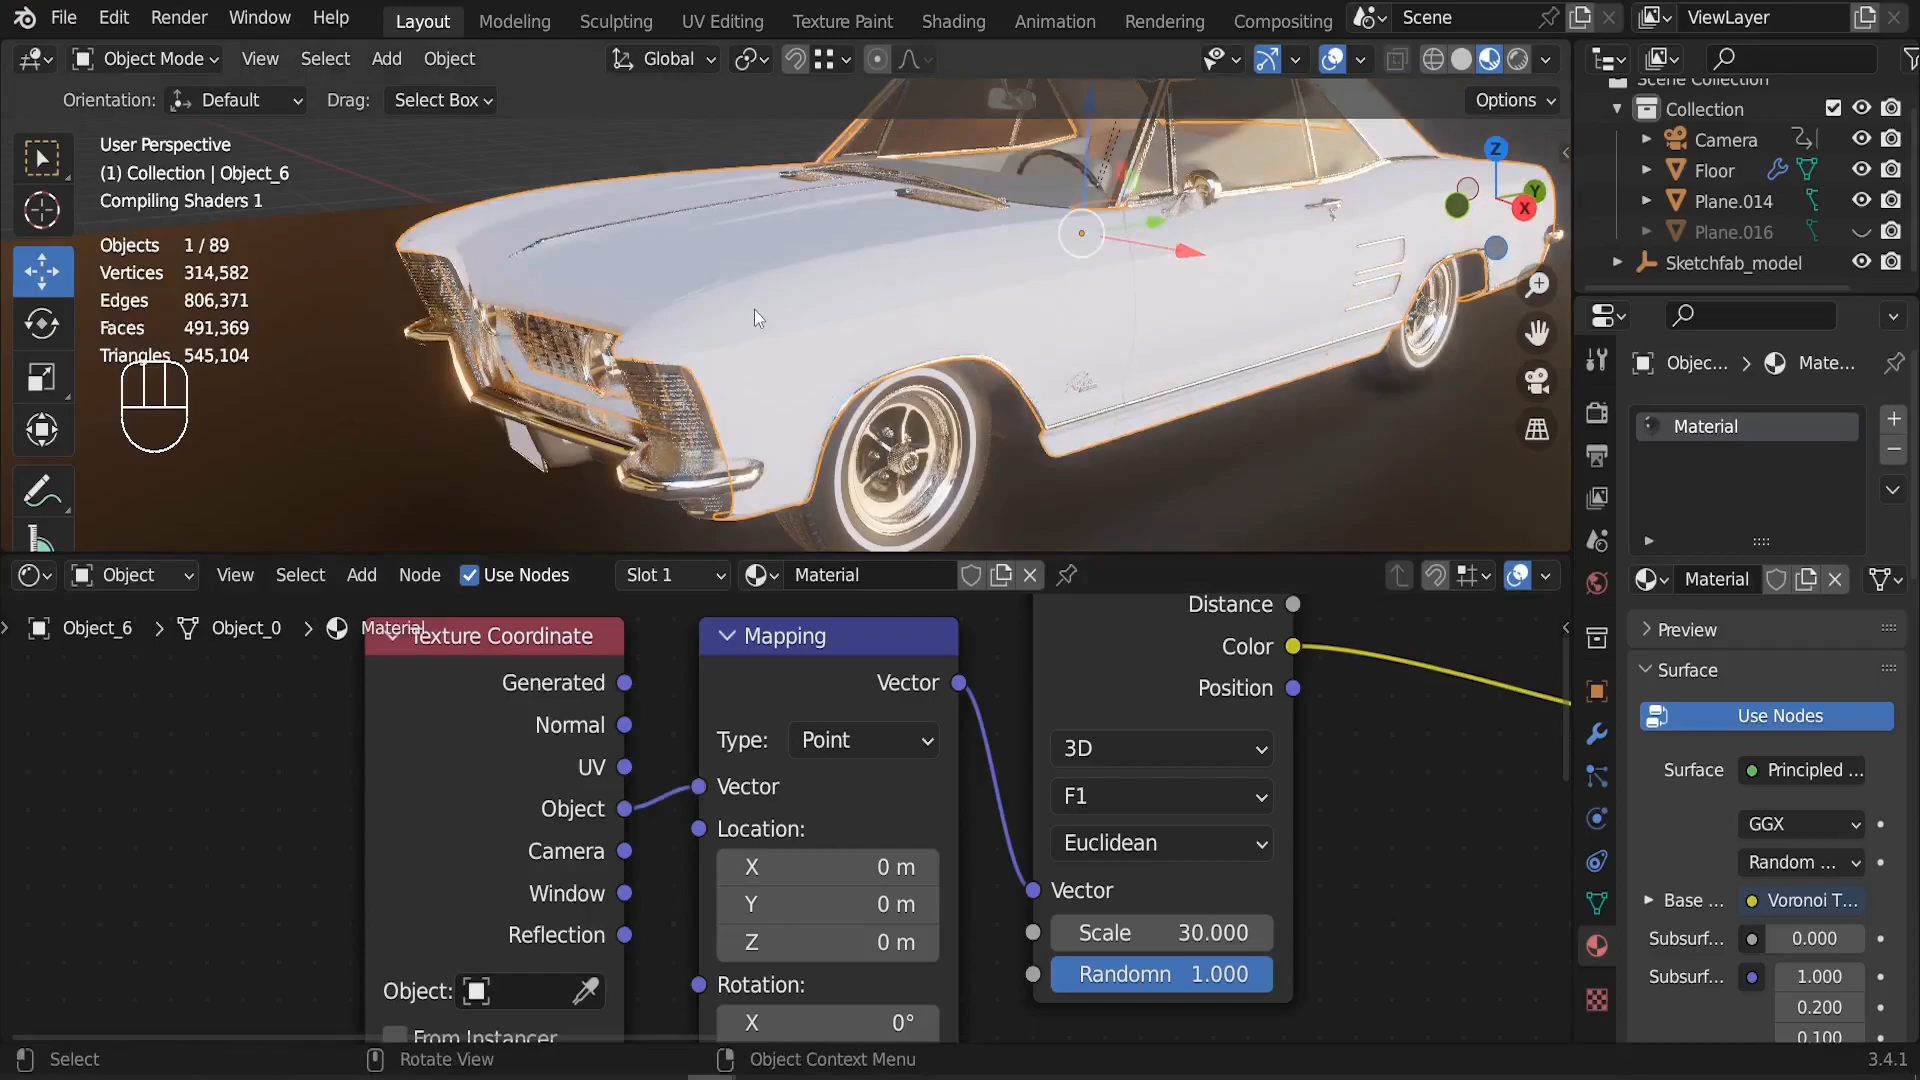 File Edit Render Window Help Layout Modeling Sculpting UV Editing Texture Paint Shading Animation Rendering Compositing Scene ViewLayer
Object Mode View Select Add Object Global
Orientation: Default Drag: Select Box Options
User Perspective
(1) Collection | Object_6
Compiling Shaders 1
Objects 1 / 89
Vertices 314,582
Edges 806,371
Faces 491,369
Triangles 545,104
Z
Y
X
Scene Collection
Collection
Camera
Floor
Plane.014
Plane.016
Sketchfab_model
Objec... > Mate...
Material
Material
Preview
Surface
Use Nodes
Surface Principled ...
GGX
Random ...
Base ... Voronoi T...
Subsurf... 0.000
Subsurf... 1.000
0.200
0.100
Object View Select Add Node Use Nodes Slot 1 Material
Object_6 > Object_0 > Material
Texture Coordinate
Generated
Normal
UV
Object
Camera
Window
Reflection
Object:
From Instancer
Mapping
Vector
Type: Point
Vector
Location:
X 0 m
Y 0 m
Z 0 m
Rotation:
X 0°
Distance
Color
Position
3D
F1
Euclidean
Vector
Scale 30.000
Randomn 1.000
Select Rotate View Object Context Menu 3.4.1